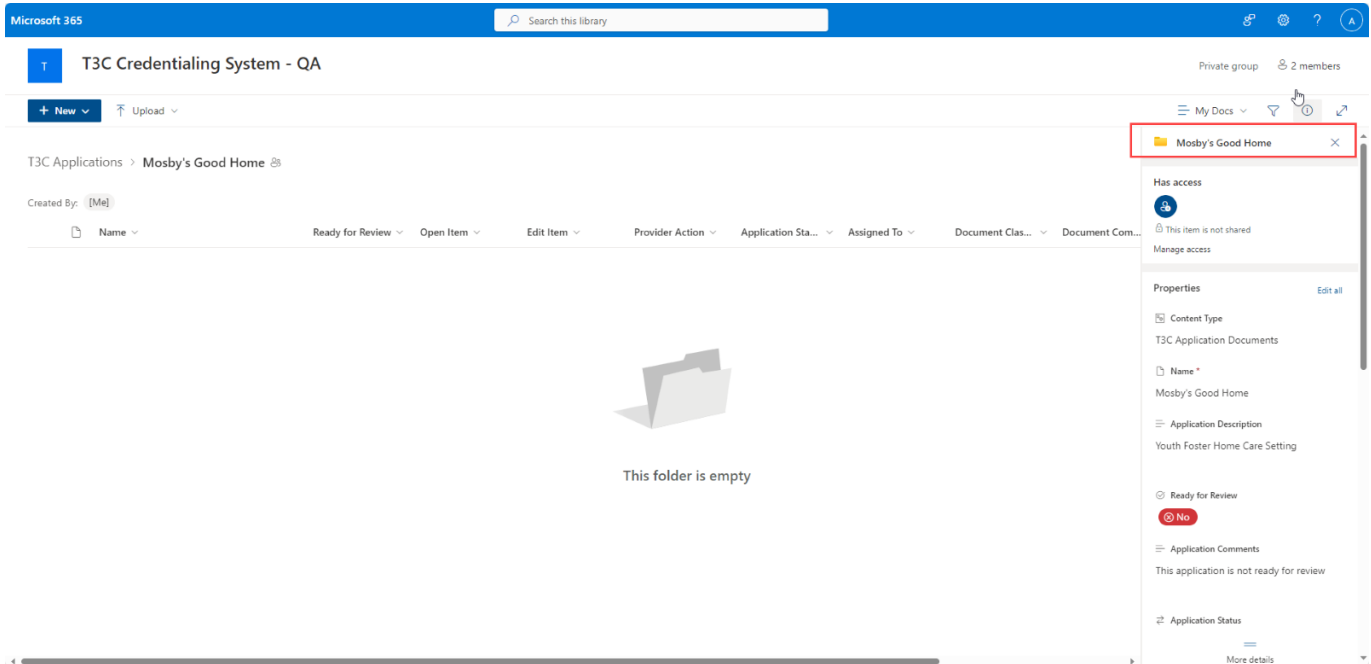 Microsoft 365
Search this library
A
T
T3C Credentialing System - QA
Private group
2 members
New
Upload
My Docs
Mosby's Good Home
T3C Applications > Mosby's Good Home
Has access
This item is not shared
Manage access
Created By: [Me]
Name Ready for Review Open Item Edit Item Provider Action Application Sta... Assigned To Document Clas... Document Com...
This folder is empty
Properties
Edit all
Content Type
T3C Application Documents
Name *
Mosby's Good Home
Application Description
Youth Foster Home Care Setting
Ready for Review
No
Application Comments
This application is not ready for review
Application Status
More details